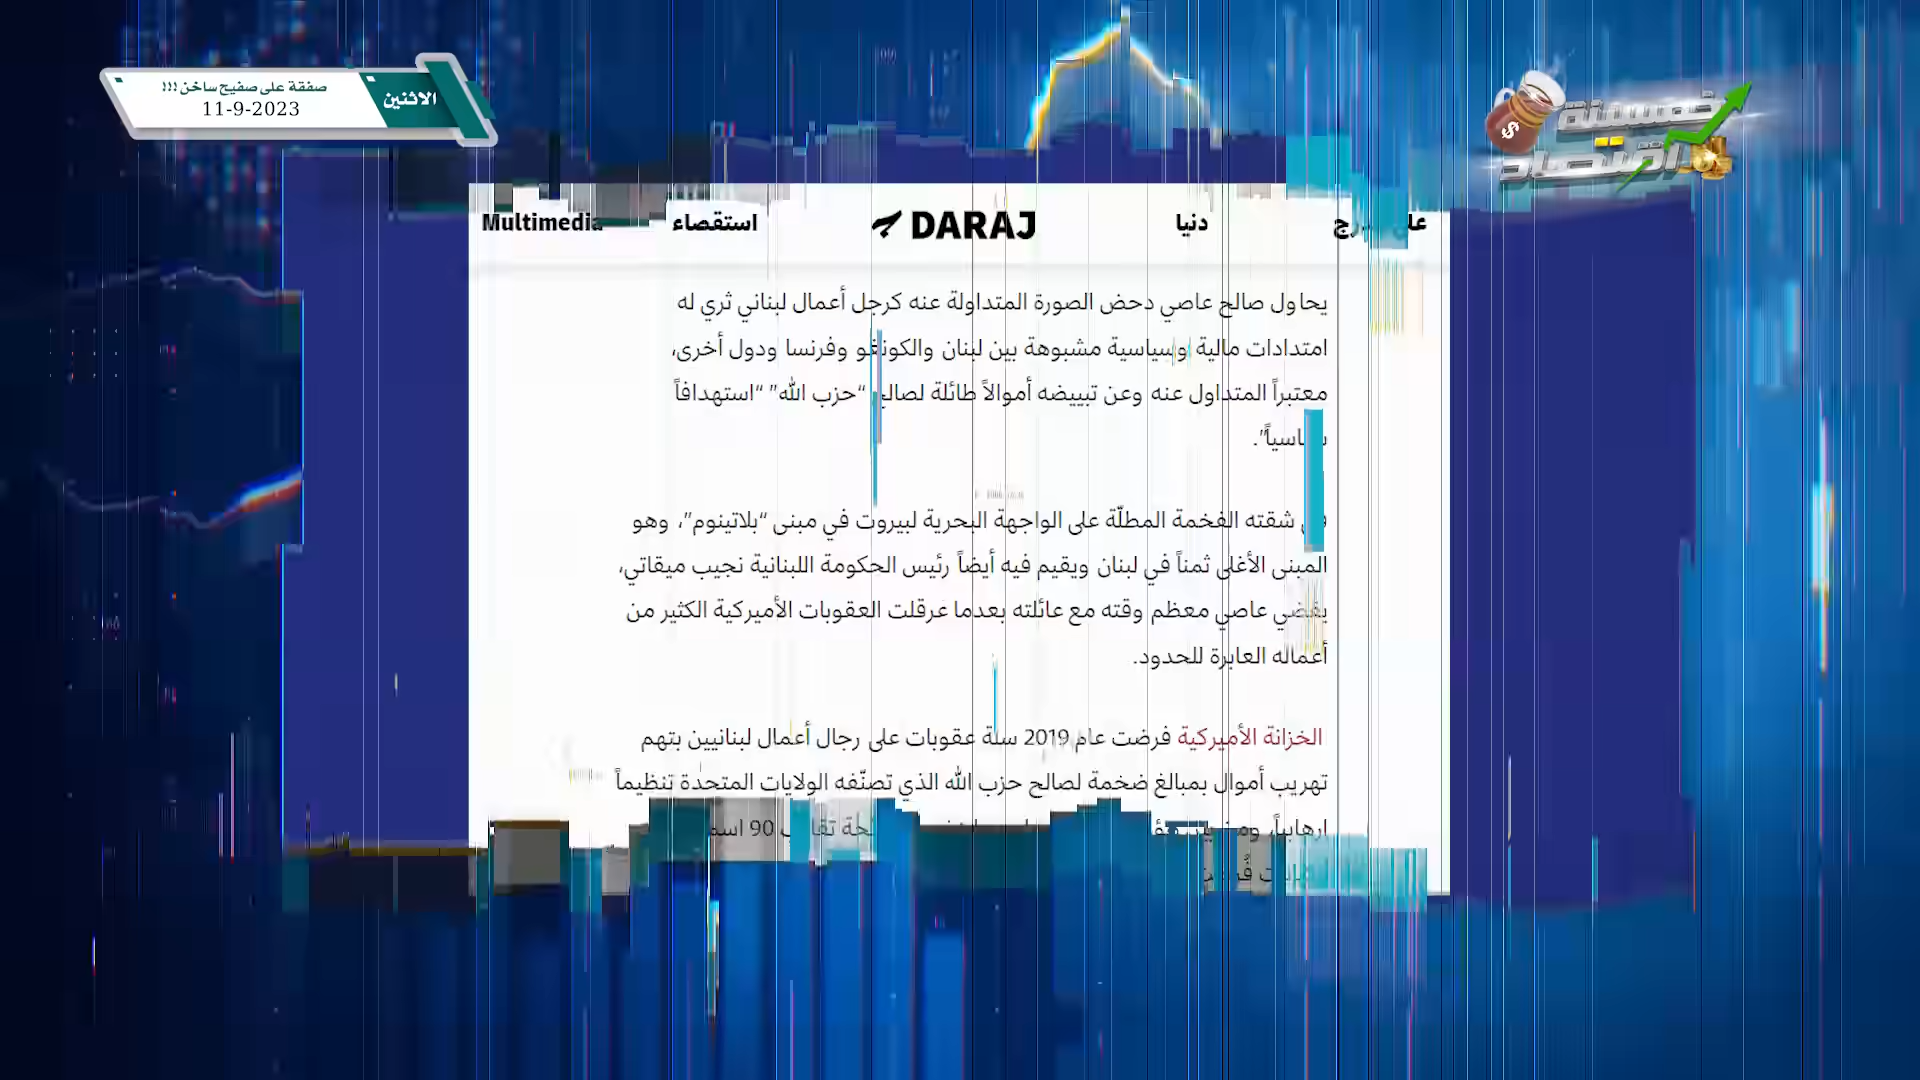 صفقة على صفيح ساخن !!!
11-9-2023
الاثنين
خمسينة
اقتصاد
Multimedia
استقصاء
DARAJ
دنيا
يحاول صالح عاصي دحض الصورة المتداولة عنه كرجل أعمال لبناني ثري له
امتدادات مالية وسياسية مشبوهة بين لبنان والكونغو وفرنسا ودول أخرى،
معتبراً المتداول عنه وعن تبييضه أموالاً طائلة لصالح “حزب الله” “استهدافاً
سياسياً”.
في شقته الفخمة المطلّة على الواجهة البحرية لبيروت في مبنى “بلاتينوم”، وهو
المبنى الأغلى ثمناً في لبنان ويقيم فيه أيضاً رئيس الحكومة اللبنانية نجيب ميقاتي،
يقضي عاصي معظم وقته مع عائلته بعدما عرقلت العقوبات الأميركية الكثير من
أعماله العابرة للحدود.
الخزانة الأميركية فرضت عام 2019 سلة عقوبات على رجال أعمال لبنانيين بتهم
تهريب أموال بمبالغ ضخمة لصالح حزب الله الذي تصنّفه الولايات المتحدة تنظيماً
إرهابياً، ومن بين 90